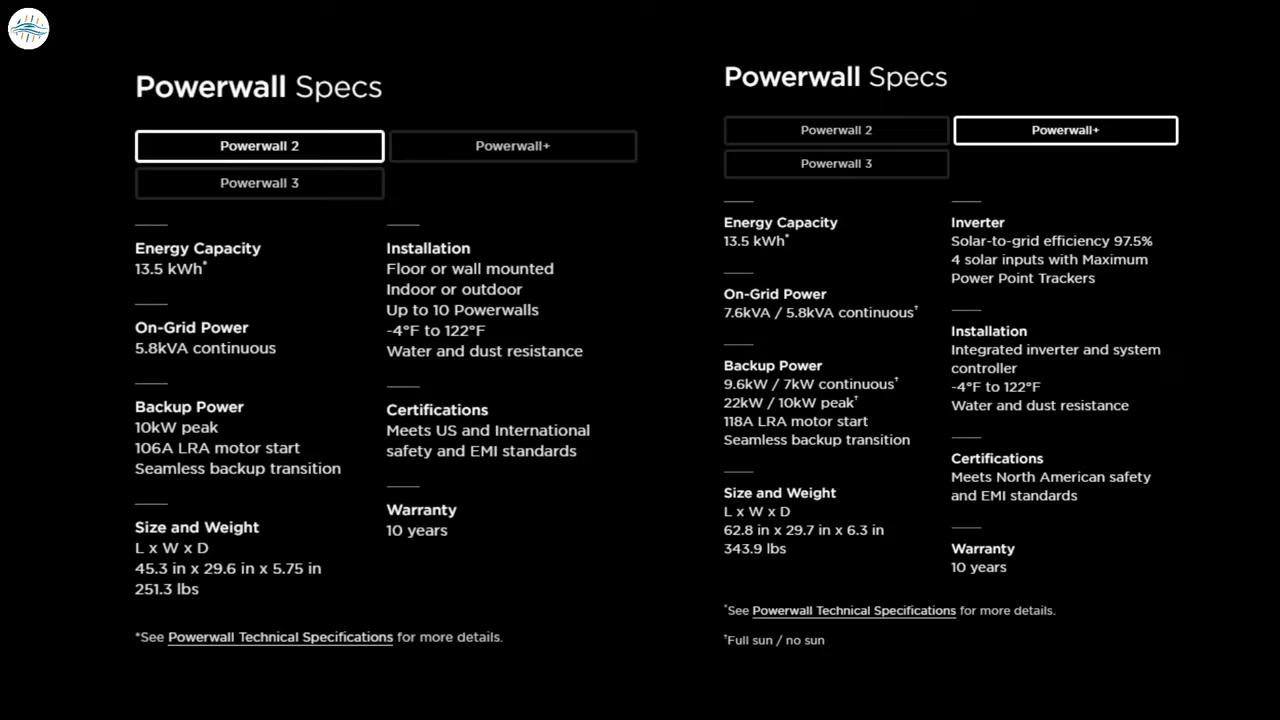 Powerwall Specs
Powerwall 2
Powerwall+
Powerwall 3
Energy Capacity
13.5 kWh*
On-Grid Power
5.8kVA continuous
Backup Power
10kW peak
106A LRA motor start
Seamless backup transition
Size and Weight
L x W x D
45.3 in x 29.6 in x 5.75 in
251.3 lbs
Installation
Floor or wall mounted
Indoor or outdoor
Up to 10 Powerwalls
-4°F to 122°F
Water and dust resistance
Certifications
Meets US and International
safety and EMI standards
Warranty
10 years
*See Powerwall Technical Specifications for more details.
Powerwall Specs
Powerwall 2
Powerwall+
Powerwall 3
Energy Capacity
13.5 kWh*
On-Grid Power
7.6kVA / 5.8kVA continuous†
Backup Power
9.6kW / 7kW continuous†
22kW / 10kW peak†
118A LRA motor start
Seamless backup transition
Size and Weight
L x W x D
62.8 in x 29.7 in x 6.3 in
343.9 lbs
Inverter
Solar-to-grid efficiency 97.5%
4 solar inputs with Maximum
Power Point Trackers
Installation
Integrated inverter and system
controller
-4°F to 122°F
Water and dust resistance
Certifications
Meets North American safety
and EMI standards
Warranty
10 years
*See Powerwall Technical Specifications for more details.
†Full sun / no sun